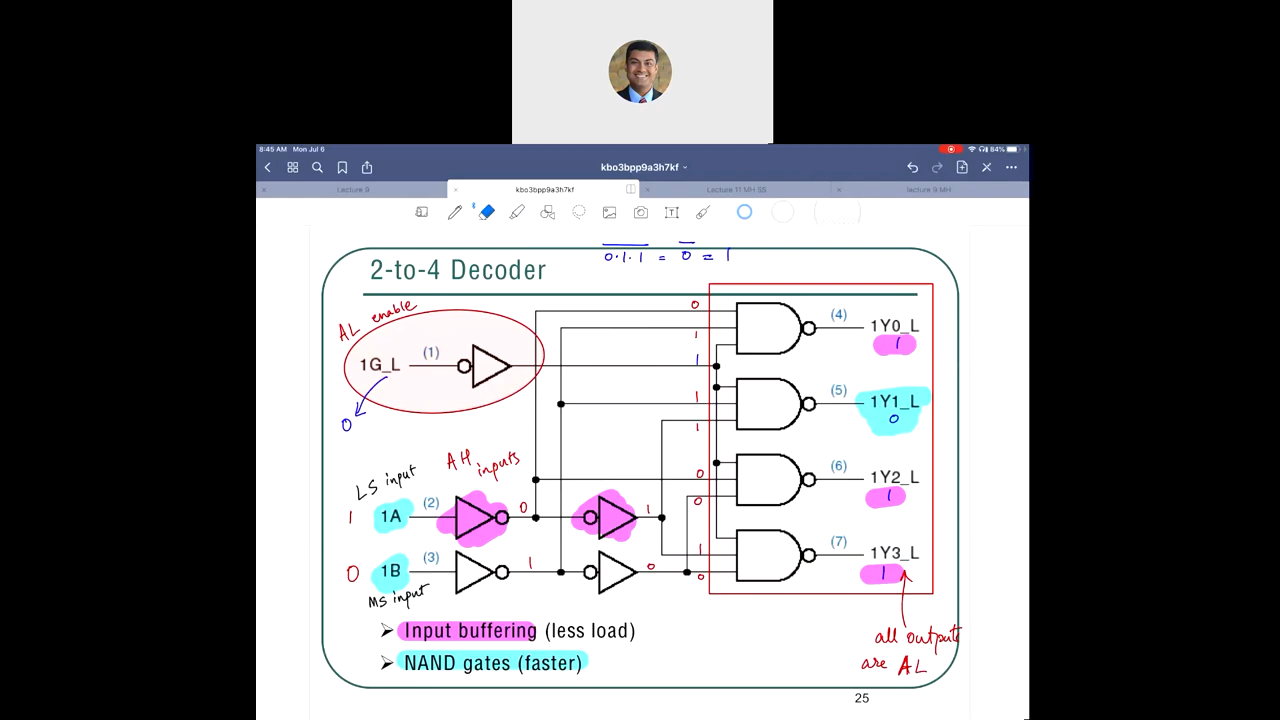 8:45 AM Mon Jul 6
84%
kbo3bpp9a3h7kf
Lecture 9
kbo3bpp9a3h7kf
Lecture 11 MH SS
lecture 9 MH
0·1·1 = 0 = 1
2-to-4 Decoder
AL enable
0
(4)
1Y0_L
1
1
1G_L
(1)
1
0
1
(5)
1Y1_L
0
1
AH inputs
LS input
0
(6)
1Y2_L
1
0
1
1A
(2)
0
1
1
(7)
1Y3_L
1
0
1B
(3)
1
0
0
MS input
➢ Input buffering (less load)
➢ NAND gates (faster)
all outputs
are AL
25